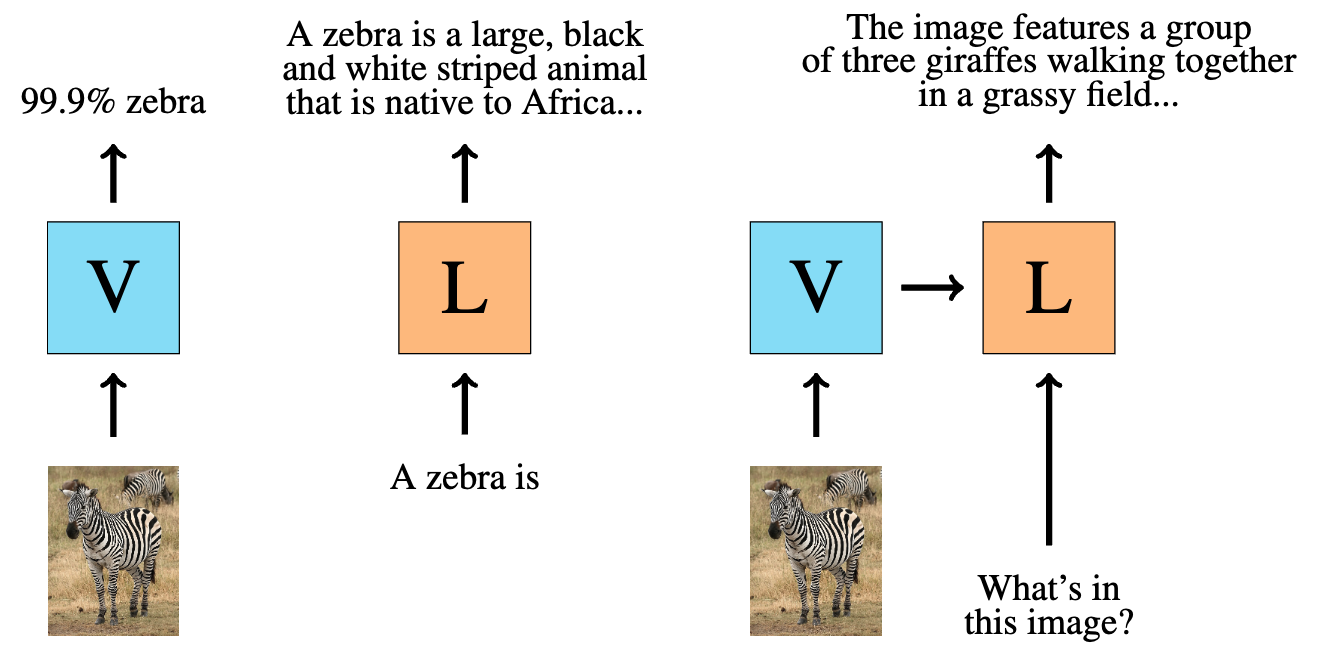 99.9% zebra
A zebra is a large, black
and white striped animal
that is native to Africa...
The image features a group
of three giraffes walking together
in a grassy field...
V
L
V
L
A zebra is
What’s in
this image?